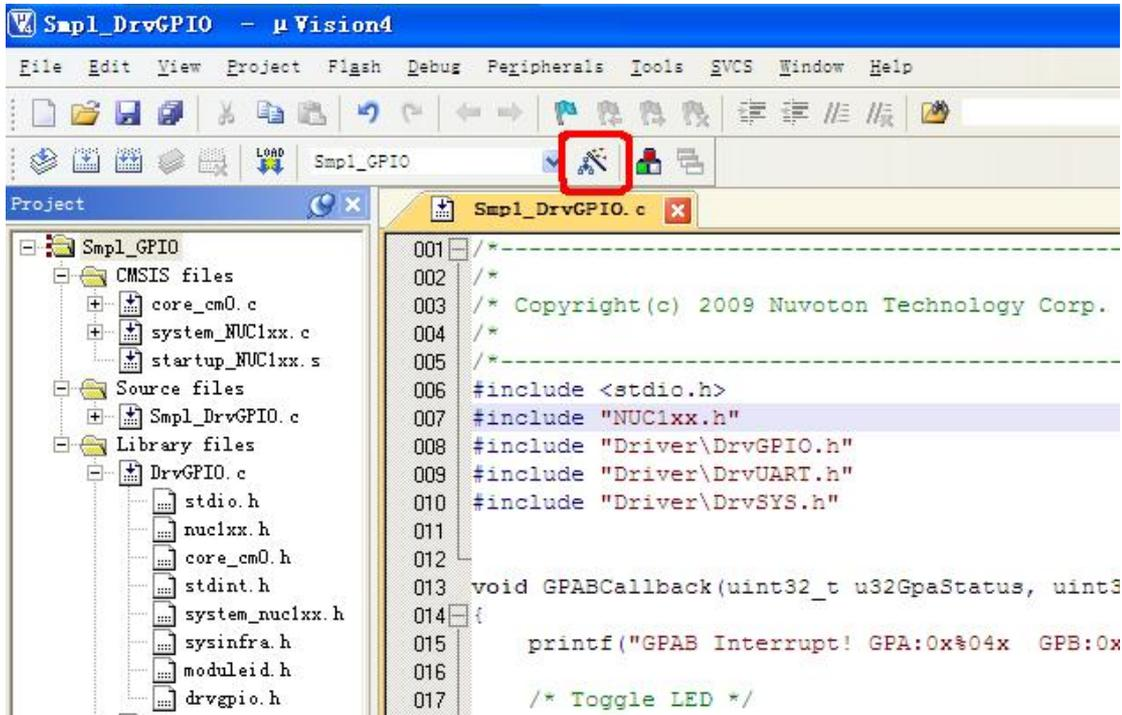 Smpl_DrvGPIO - µVision4
File Edit View Project Flash Debug Peripherals Tools SVCS Window Help
LOAD Smpl_GPIO
Project
Smpl_DrvGPIO.c
Smpl_GPIO
CMSIS files
core_cm0.c
system_NUC1xx.c
startup_NUC1xx.s
Source files
Smpl_DrvGPIO.c
Library files
DrvGPIO.c
stdio.h
nuc1xx.h
core_cm0.h
stdint.h
system_nuc1xx.h
sysinfra.h
moduleid.h
drvgpio.h
001 /*---------------------------------------------
002 /*
003 /* Copyright(c) 2009 Nuvoton Technology Corp.
004 /*
005 /*---------------------------------------------
006 #include <stdio.h>
007 #include "NUC1xx.h"
008 #include "Driver\DrvGPIO.h"
009 #include "Driver\DrvUART.h"
010 #include "Driver\DrvSYS.h"
011
012
013 void GPABCallback(uint32_t u32GpaStatus, uint3
014 {
015 printf("GPAB Interrupt! GPA:0x%04x GPB:0x
016
017 /* Toggle LED */